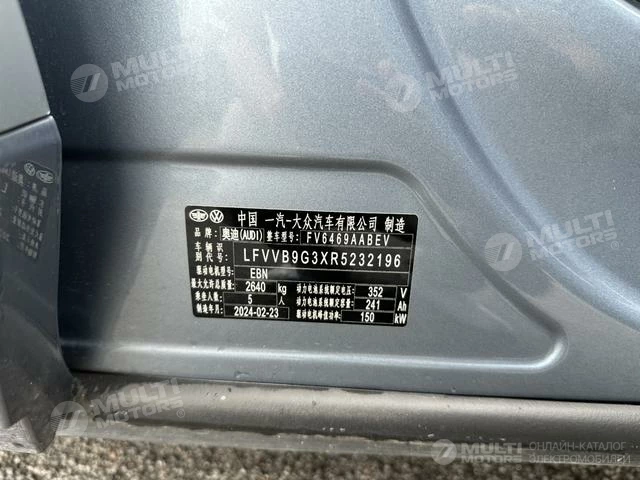 MULTI MOTORS
MULTI MOTORS
MULTI MOTORS
中国 一汽-大众汽车有限公司 制造
品牌 奥迪(AUDI) 整车型号 FV6469AABEV
车辆识别代号 LFVVB9G3XR5232196
驱动电机型号 EBN
最大允许总质量 2640 kg 动力电池系统额定电压 352 V
乘坐人数 5 人 动力电池系统额定容量 241 Ah
制造年月 2024-02-23 驱动电机峰值功率 150 kW
MULTI MOTORS
MULTI MOTORS
MULTI MOTORS ОНЛАЙН-КАТАЛОГ ЭЛЕКТРОМОБИЛЕЙ